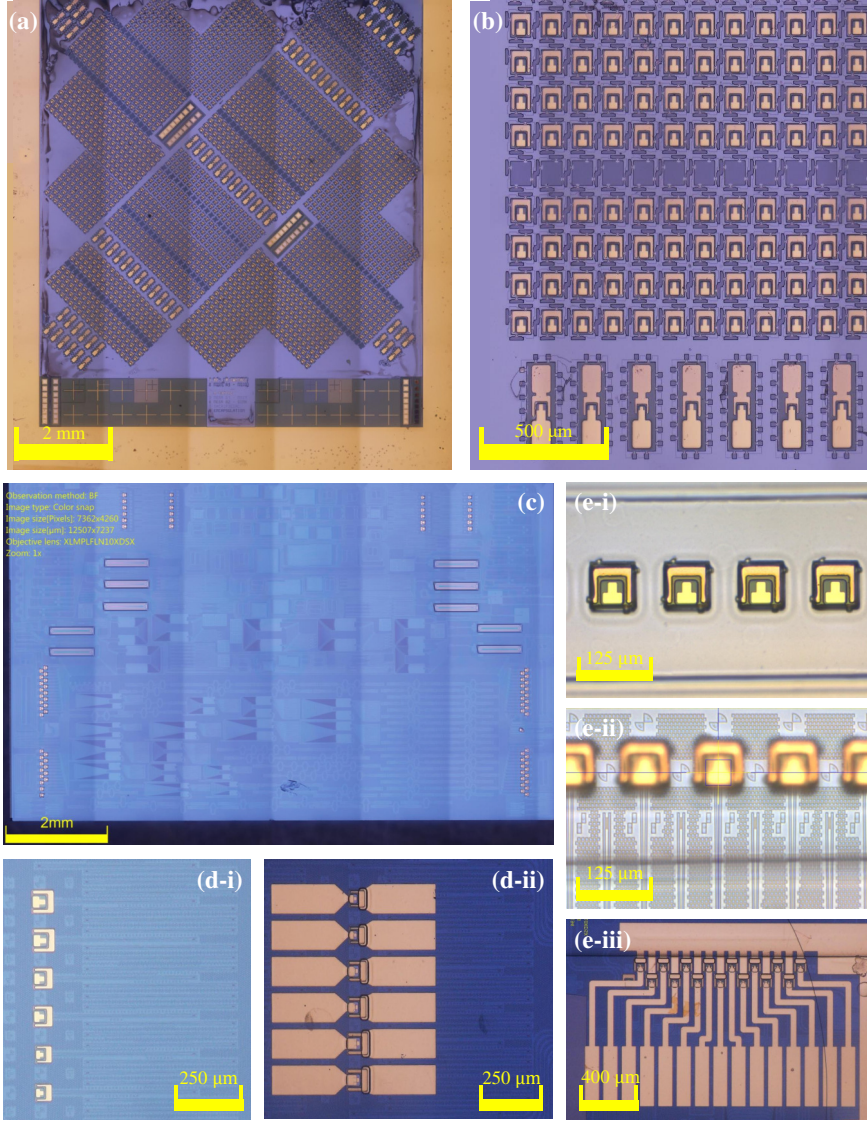 (a)
2 mm
(b)
500 μm
(c)
Observation method: BF
Image type: Color snap
Image size[Pixels]: 7362x4260
Image size[μm]: 12507x7237
Objective lens: XLMPLFLN10XDSX
Zoom: 1x
2mm
(d-i)
250 μm
(d-ii)
250 μm
(e-i)
125 μm
(e-ii)
125 μm
(e-iii)
400 μm